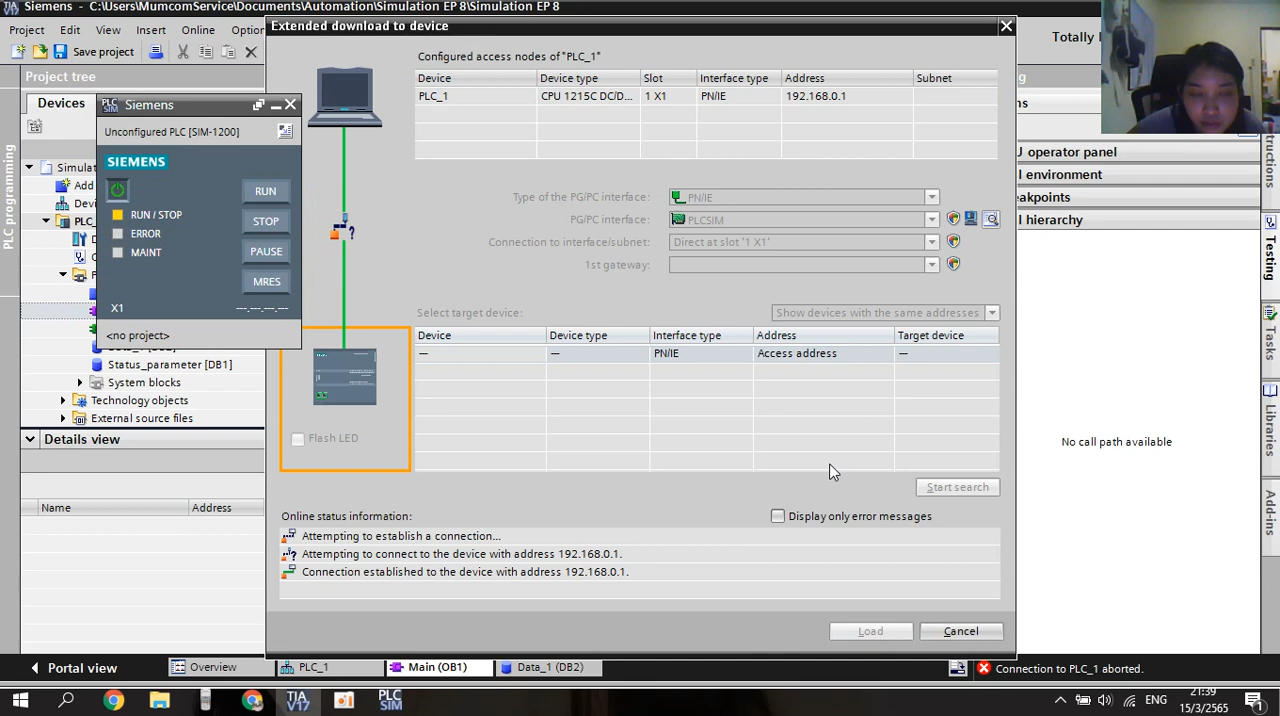 Siemens - C:\Users\MumcomService\Documents\Automation\Simulation EP 8\Simulation EP 8
Project Edit View Insert Online
Save project
Totally
Project tree
Devices
PLC programming
Extended download to device
Configured access nodes of "PLC_1"
Device Device type Slot Interface type Address Subnet
PLC_1 CPU 1215C DC/D... 1 X1 PN/IE 192.168.0.1
Type of the PG/PC interface: PN/IE
PG/PC interface: PLCSIM
Connection to interface/subnet: Direct at slot '1 X1'
1st gateway:
Select target device: Show devices with the same addresses
Device Device type Interface type Address Target device
— — PN/IE Access address —
Flash LED
Start search
Online status information: Display only error messages
Attempting to establish a connection...
Attempting to connect to the device with address 192.168.0.1.
Connection established to the device with address 192.168.0.1.
Load Cancel
PLC SIM Siemens
Unconfigured PLC [SIM-1200]
SIEMENS
RUN
RUN / STOP
STOP
ERROR
MAINT
PAUSE
MRES
X1 ---.---.---.---
<no project>
Add
PLC_
Status_parameter [DB1]
System blocks
Technology objects
External source files
Details view
Name Address
operator panel
hierarchy
No call path available
Testing
Tasks
Libraries
Add-ins
Portal view Overview PLC_1 Main (OB1) Data_1 (DB2) Connection to PLC_1 aborted.
TIA V17
PLC SIM
ENG
21:39
15/3/2565
1